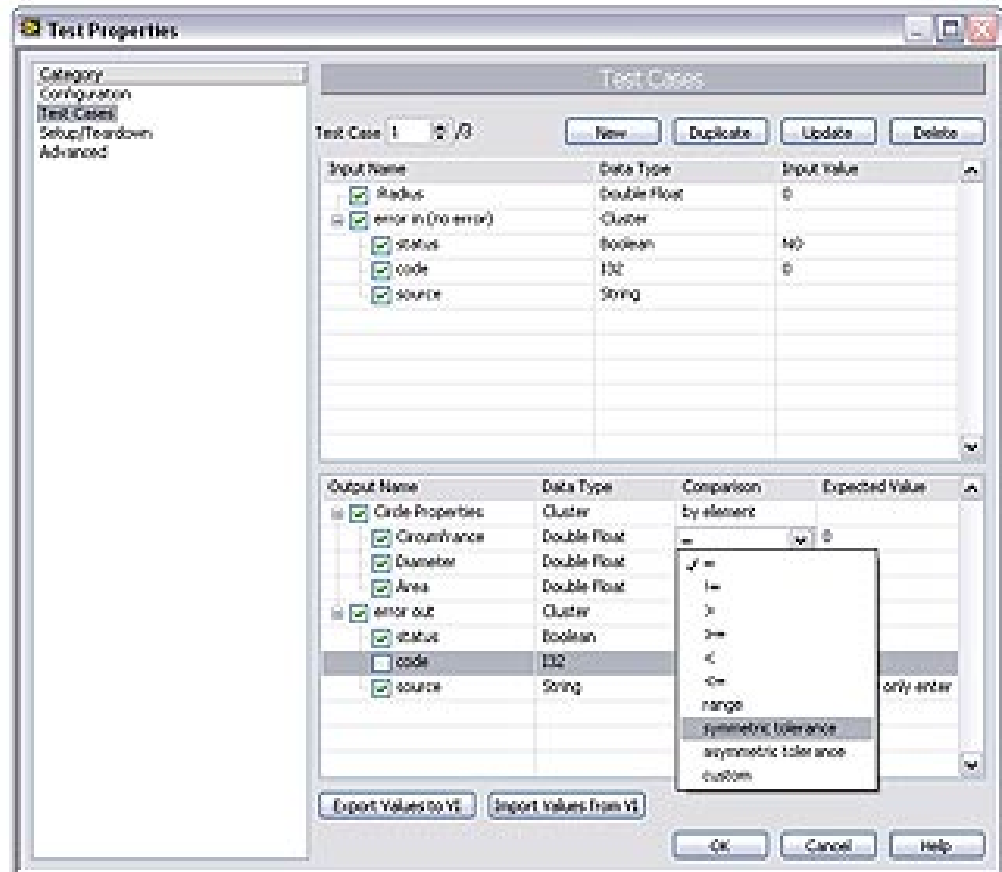 Test Properties
Category
Configuration
Test Cases
Setup/Teardown
Advanced
Test Cases
Test Case 1 /3
New
Duplicate
Update
Delete
Input Name Data Type Input Value
Radius Double Float 0
error in (no error) Cluster
status Boolean NO
code I32 0
source String
Output Name Data Type Comparison Expected Value
Circle Properties Cluster by element
Circumfrance Double Float = 0
Diameter Double Float
Area Double Float
error out Cluster
status Boolean
code I32
source String only enter
=
!=
>
>=
<
<=
range
symmetric tolerance
asymmetric tolerance
custom
Export Values to VI
Import Values from VI
OK
Cancel
Help